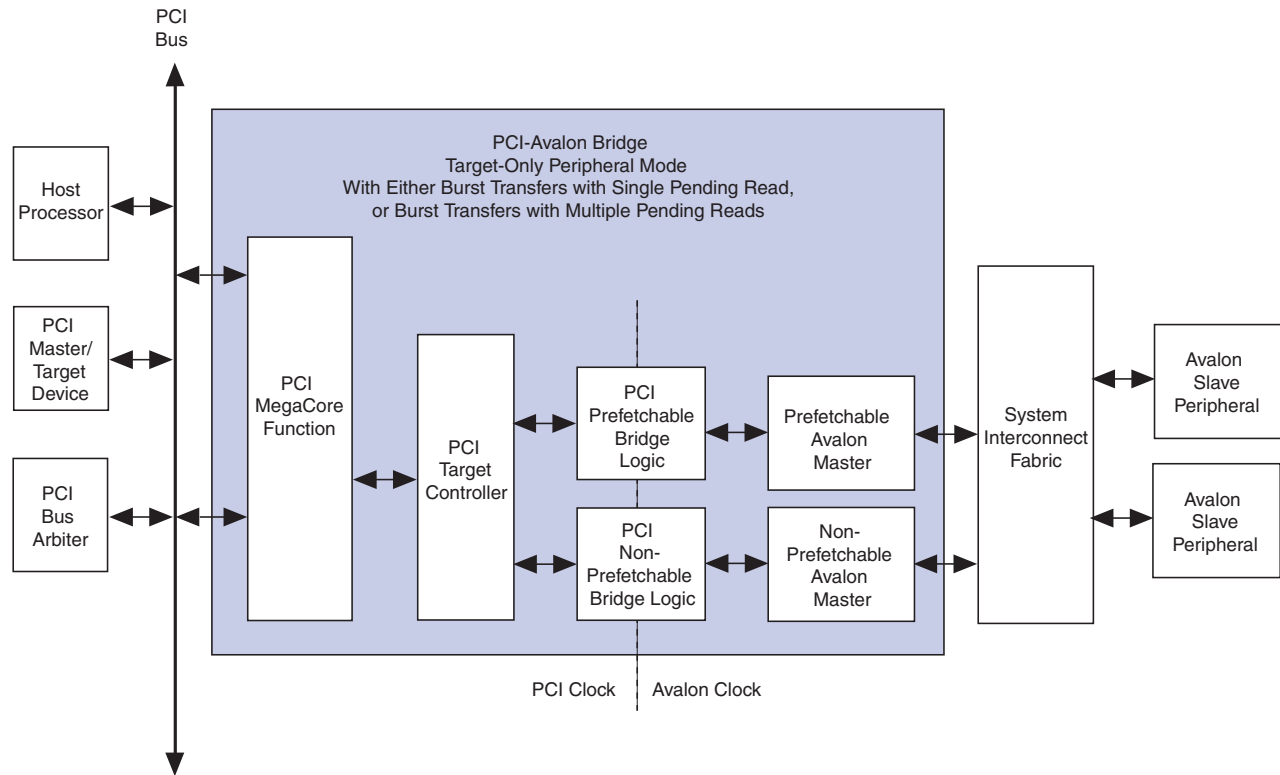 PCI
Bus
PCI-Avalon Bridge
Target-Only Peripheral Mode
With Either Burst Transfers with Single Pending Read,
or Burst Transfers with Multiple Pending Reads
Host
Processor
PCI
Master/
Target
Device
PCI
Bus
Arbiter
PCI
MegaCore
Function
PCI
Target
Controller
PCI
Prefetchable
Bridge
Logic
Prefetchable
Avalon
Master
PCI
Non-
Prefetchable
Bridge Logic
Non-
Prefetchable
Avalon
Master
System
Interconnect
Fabric
Avalon
Slave
Peripheral
Avalon
Slave
Peripheral
PCI Clock
Avalon Clock